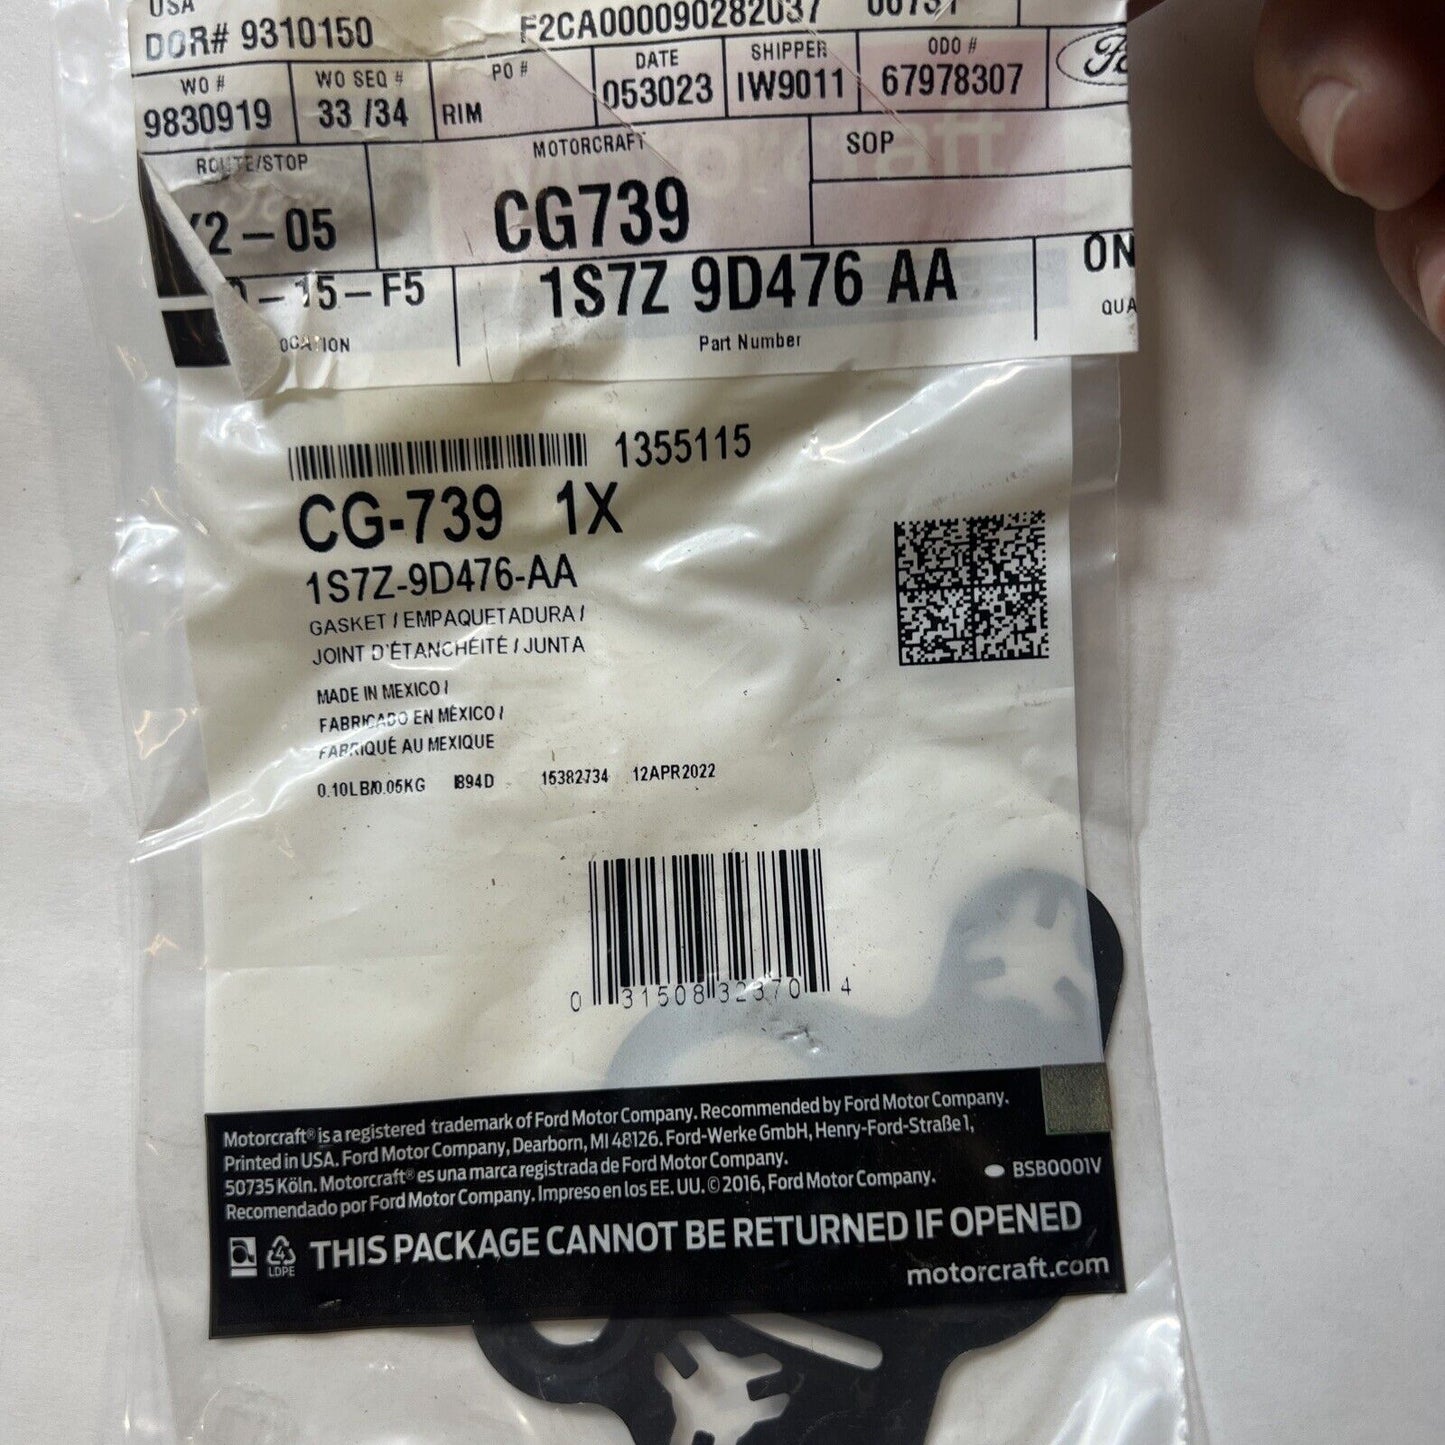 USA
DOR# 9310150
F2CA000090282037
WO # WO SEQ # PO # DATE SHIPPER ODO #
9830919 33 /34 RIM 053023 IW9011 67978307
ROUTE/STOP MOTORCRAFT SOP
2-05 CG739
-15-F5 1S7Z 9D476 AA ON
OCATION Part Number QUA
1355115
CG-739 1X
1S7Z-9D476-AA
GASKET / EMPAQUETADURA /
JOINT D'ÉTANCHÉITÉ / JUNTA
MADE IN MEXICO /
FABRICADO EN MÉXICO /
FABRIQUÉ AU MEXIQUE
0.10LB/0.05KG B94D 15382734 12APR2022
0 31508 32370 4
Motorcraft® is a registered trademark of Ford Motor Company. Recommended by Ford Motor Company.
Printed in USA. Ford Motor Company, Dearborn, MI 48126. Ford-Werke GmbH, Henry-Ford-Straße 1,
50735 Köln. Motorcraft® es una marca registrada de Ford Motor Company.
Recomendado por Ford Motor Company. Impreso en los EE. UU. © 2016, Ford Motor Company.
BSB0001V
4
LDPE
THIS PACKAGE CANNOT BE RETURNED IF OPENED
motorcraft.com